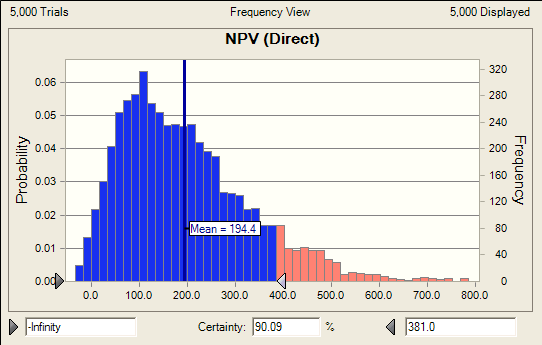 5,000 Trials Frequency View 5,000 Displayed
NPV (Direct)
Probability
0.06
0.05
0.04
0.03
0.02
0.01
0.00
Mean = 194.4
320
280
240
200
160
120
80
40
0
Frequency
0.0 100.0 200.0 300.0 400.0 500.0 600.0 700.0 800.0
-Infinity Certainty: 90.09 % 381.0